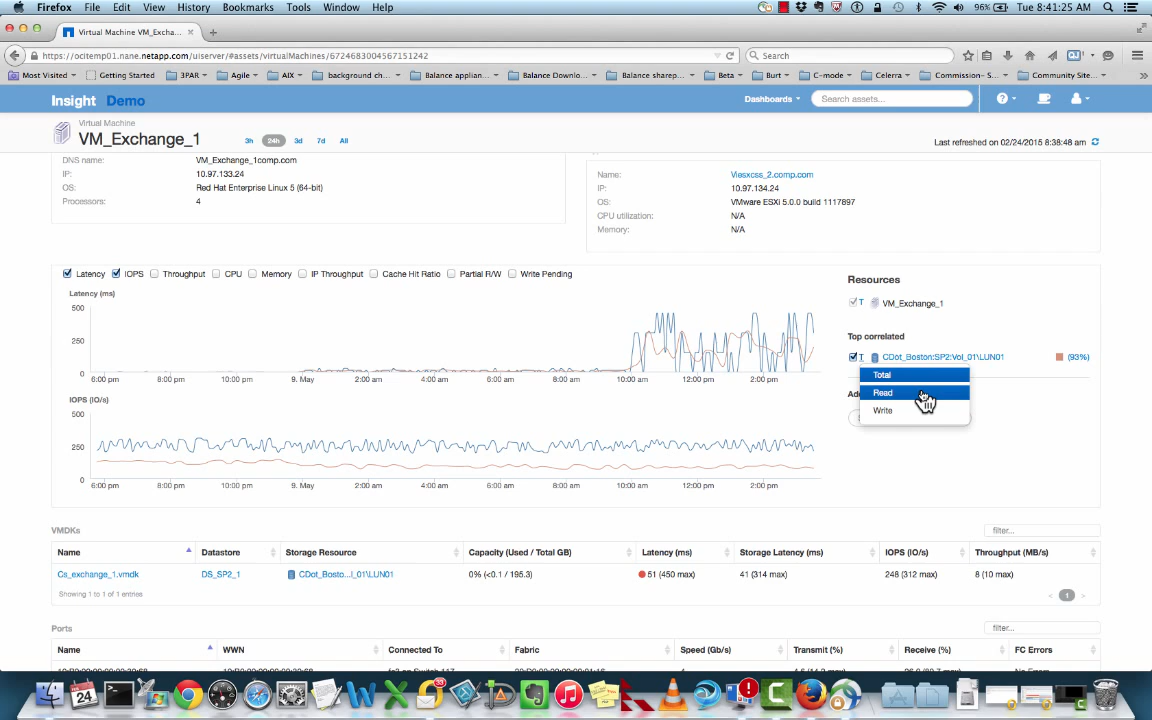 Firefox File Edit View History Bookmarks Tools Window Help 96% Tue 8:41:25 AM
Virtual Machine VM_Excha...
https://ocitemp01.nane.netapp.com/uiserver/#assets/virtualMachines/6724683004567151242 Search
Most Visited Getting Started 3PAR Agile AIX background ch... Balance applian... Balance Downlo... Balance sharep... Beta Burt C-mode Celerra Commission- S... Community Site...
Insight Demo Dashboards Search assets...
Virtual Machine
VM_Exchange_1 3h 24h 3d 7d All Last refreshed on 02/24/2015 8:38:48 am
DNS name: VM_Exchange_1comp.com
IP: 10.97.133.24
OS: Red Hat Enterprise Linux 5 (64-bit)
Processors: 4
Name: Viesxcss_2.comp.com
IP: 10.97.134.24
OS: VMware ESXi 5.0.0 build 1117897
CPU utilization: N/A
Memory: N/A
Latency IOPS Throughput CPU Memory IP Throughput Cache Hit Ratio Partial R/W Write Pending
Latency (ms)
500
250
0
6:00 pm 8:00 pm 10:00 pm 9. May 2:00 am 4:00 am 6:00 am 8:00 am 10:00 am 12:00 pm 2:00 pm
IOPS (IO/s)
500
250
0
6:00 pm 8:00 pm 10:00 pm 9. May 2:00 am 4:00 am 6:00 am 8:00 am 10:00 am 12:00 pm 2:00 pm
Resources
T VM_Exchange_1
Top correlated
T CDot_Boston:SP2:Vol_01\LUN01 (93%)
Total
Read
Write
VMDKs filter...
Name Datastore Storage Resource Capacity (Used / Total GB) Latency (ms) Storage Latency (ms) IOPS (IO/s) Throughput (MB/s)
Cs_exchange_1.vmdk DS_SP2_1 CDot_Bosto...l_01\LUN01 0% (<0.1 / 195.3) 51 (450 max) 41 (314 max) 248 (312 max) 8 (10 max)
Showing 1 to 1 of 1 entries < 1 >
Ports filter...
Name WWN Connected To Fabric Speed (Gb/s) Transmit (%) Receive (%) FC Errors